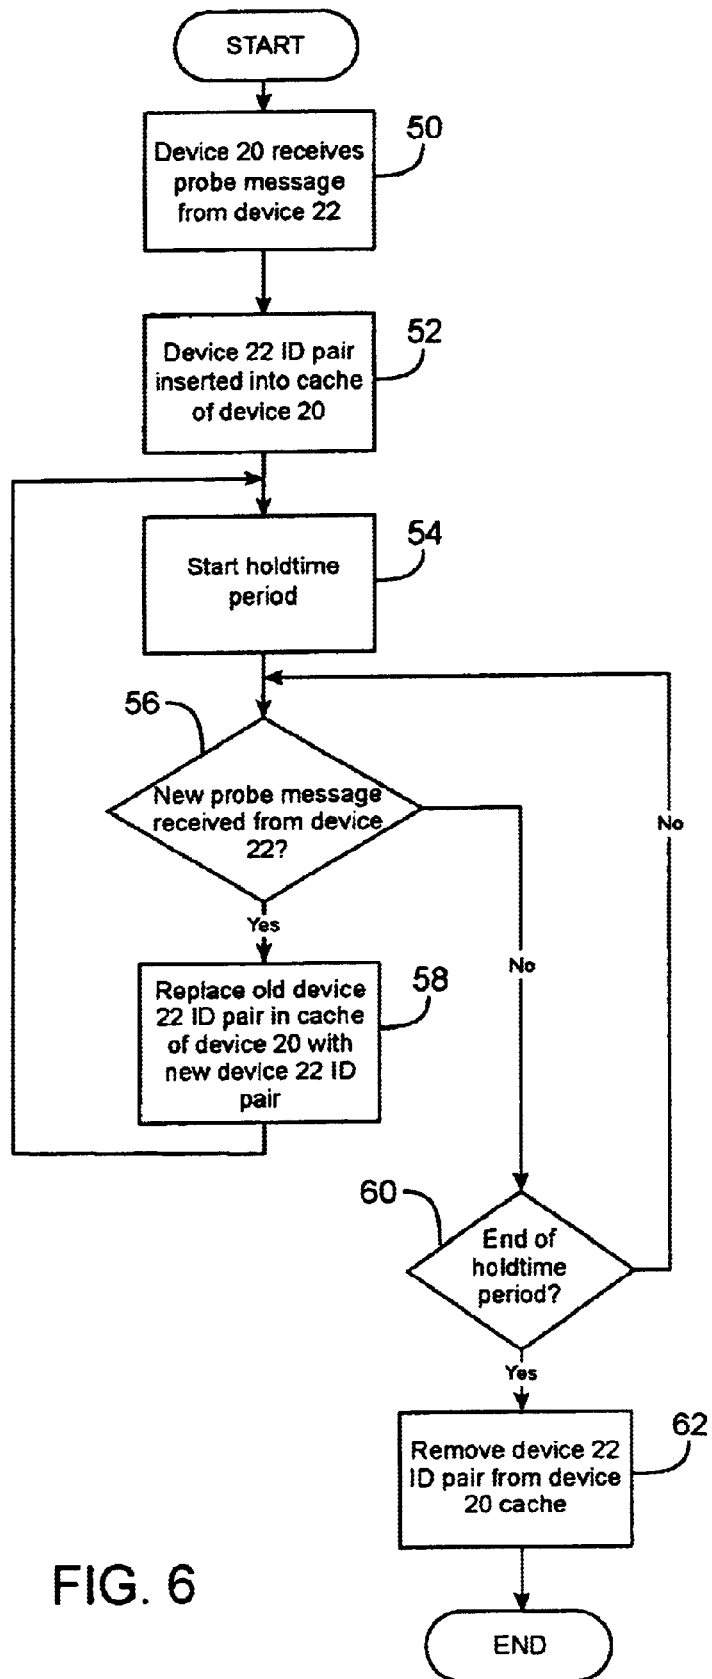 START
Device 20 receives
probe message
from device 22
50
Device 22 ID pair
inserted into cache
of device 20
52
Start holdtime
period
54
56
New probe message
received from device
22?
No
Yes
No
Replace old device
22 ID pair in cache
of device 20 with
new device 22 ID
pair
58
60
End of
holdtime
period?
Yes
Remove device 22
ID pair from device
20 cache
62
FIG. 6
END